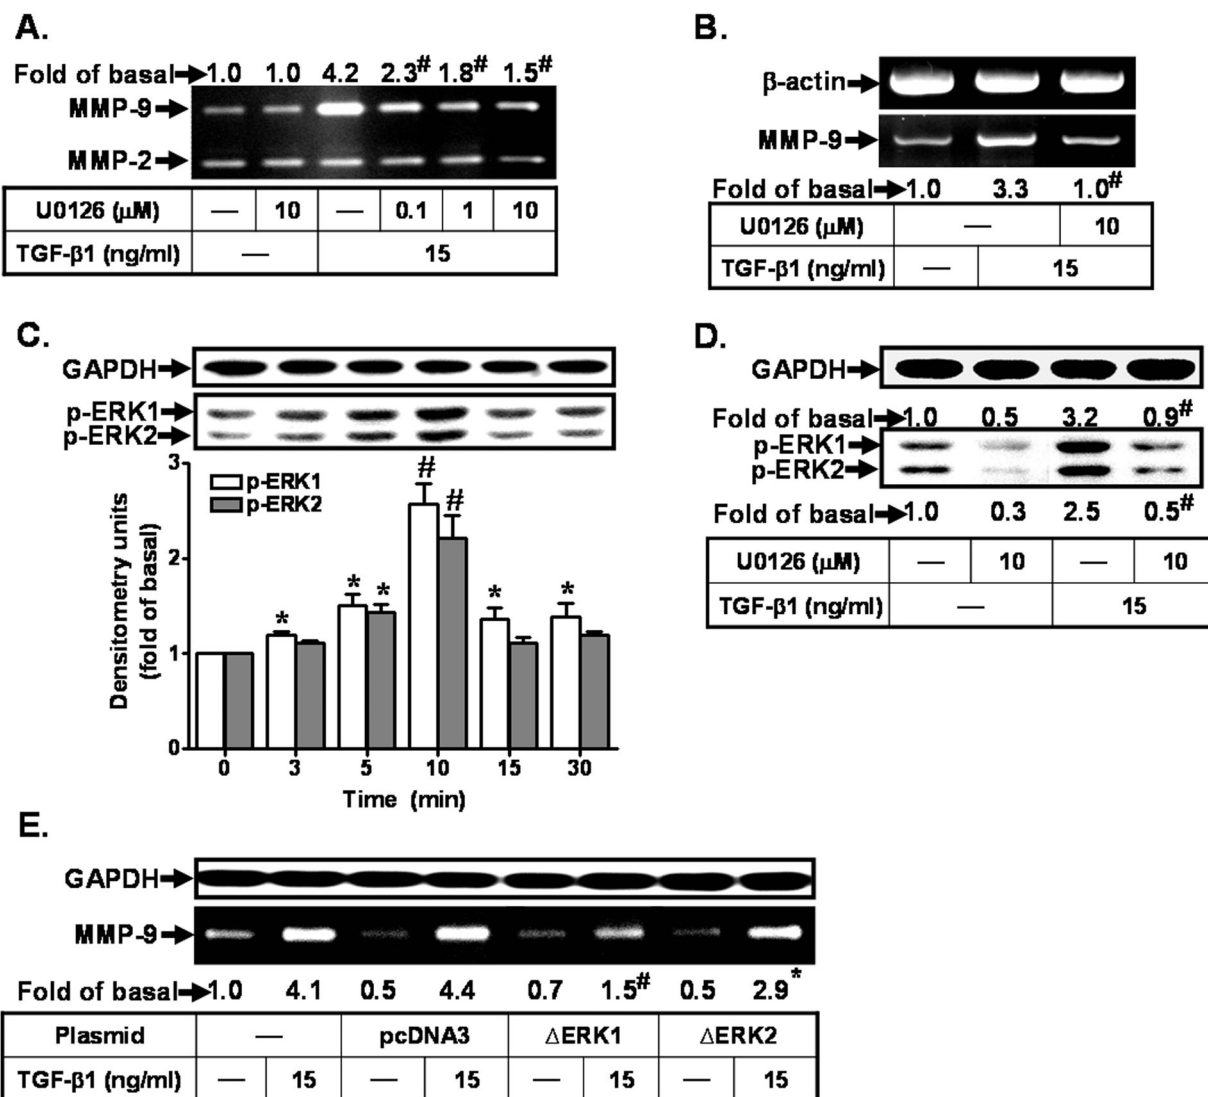 A.
Fold of basal 1.0 1.0 4.2 2.3# 1.8# 1.5#
MMP-9
MMP-2
U0126 (μM) — 10 — 0.1 1 10
TGF-β1 (ng/ml) — 15
B.
β-actin
MMP-9
Fold of basal 1.0 3.3 1.0#
U0126 (μM) — 10
TGF-β1 (ng/ml) — 15
C.
GAPDH
p-ERK1
p-ERK2
3
2
1
0
Densitometry units
(fold of basal)
p-ERK1
p-ERK2
* * * # # * *
0 3 5 10 15 30
Time (min)
D.
GAPDH
Fold of basal 1.0 0.5 3.2 0.9#
p-ERK1
p-ERK2
Fold of basal 1.0 0.3 2.5 0.5#
U0126 (μM) — 10 — 10
TGF-β1 (ng/ml) — 15
E.
GAPDH
MMP-9
Fold of basal 1.0 4.1 0.5 4.4 0.7 1.5# 0.5 2.9*
Plasmid — pcDNA3 ΔERK1 ΔERK2
TGF-β1 (ng/ml) — 15 — 15 — 15 — 15